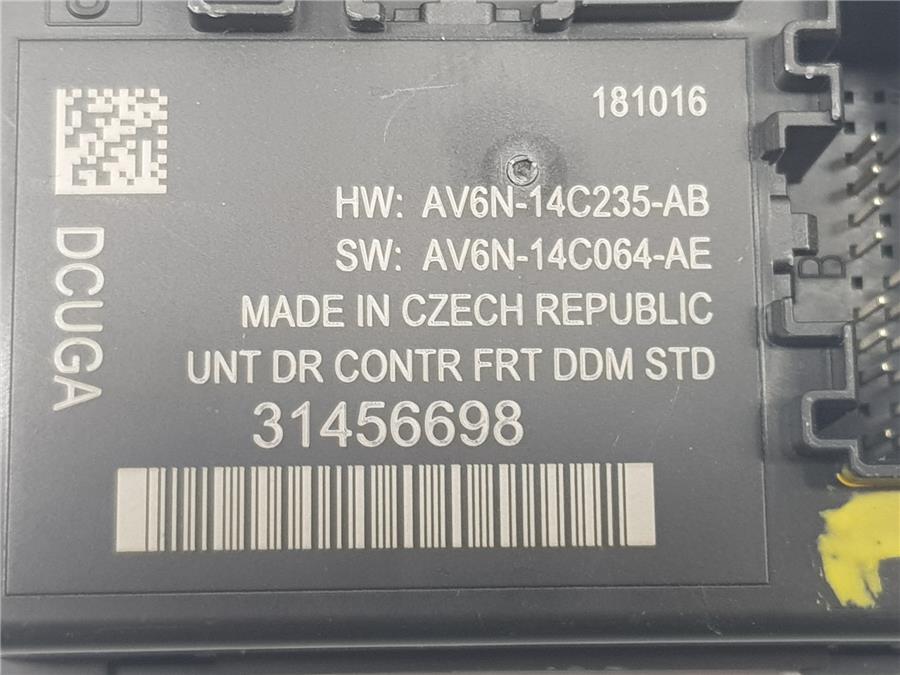 181016
HW: AV6N-14C235-AB
SW: AV6N-14C064-AE
MADE IN CZECH REPUBLIC
UNT DR CONTR FRT DDM STD
31456698
DCUGA
B